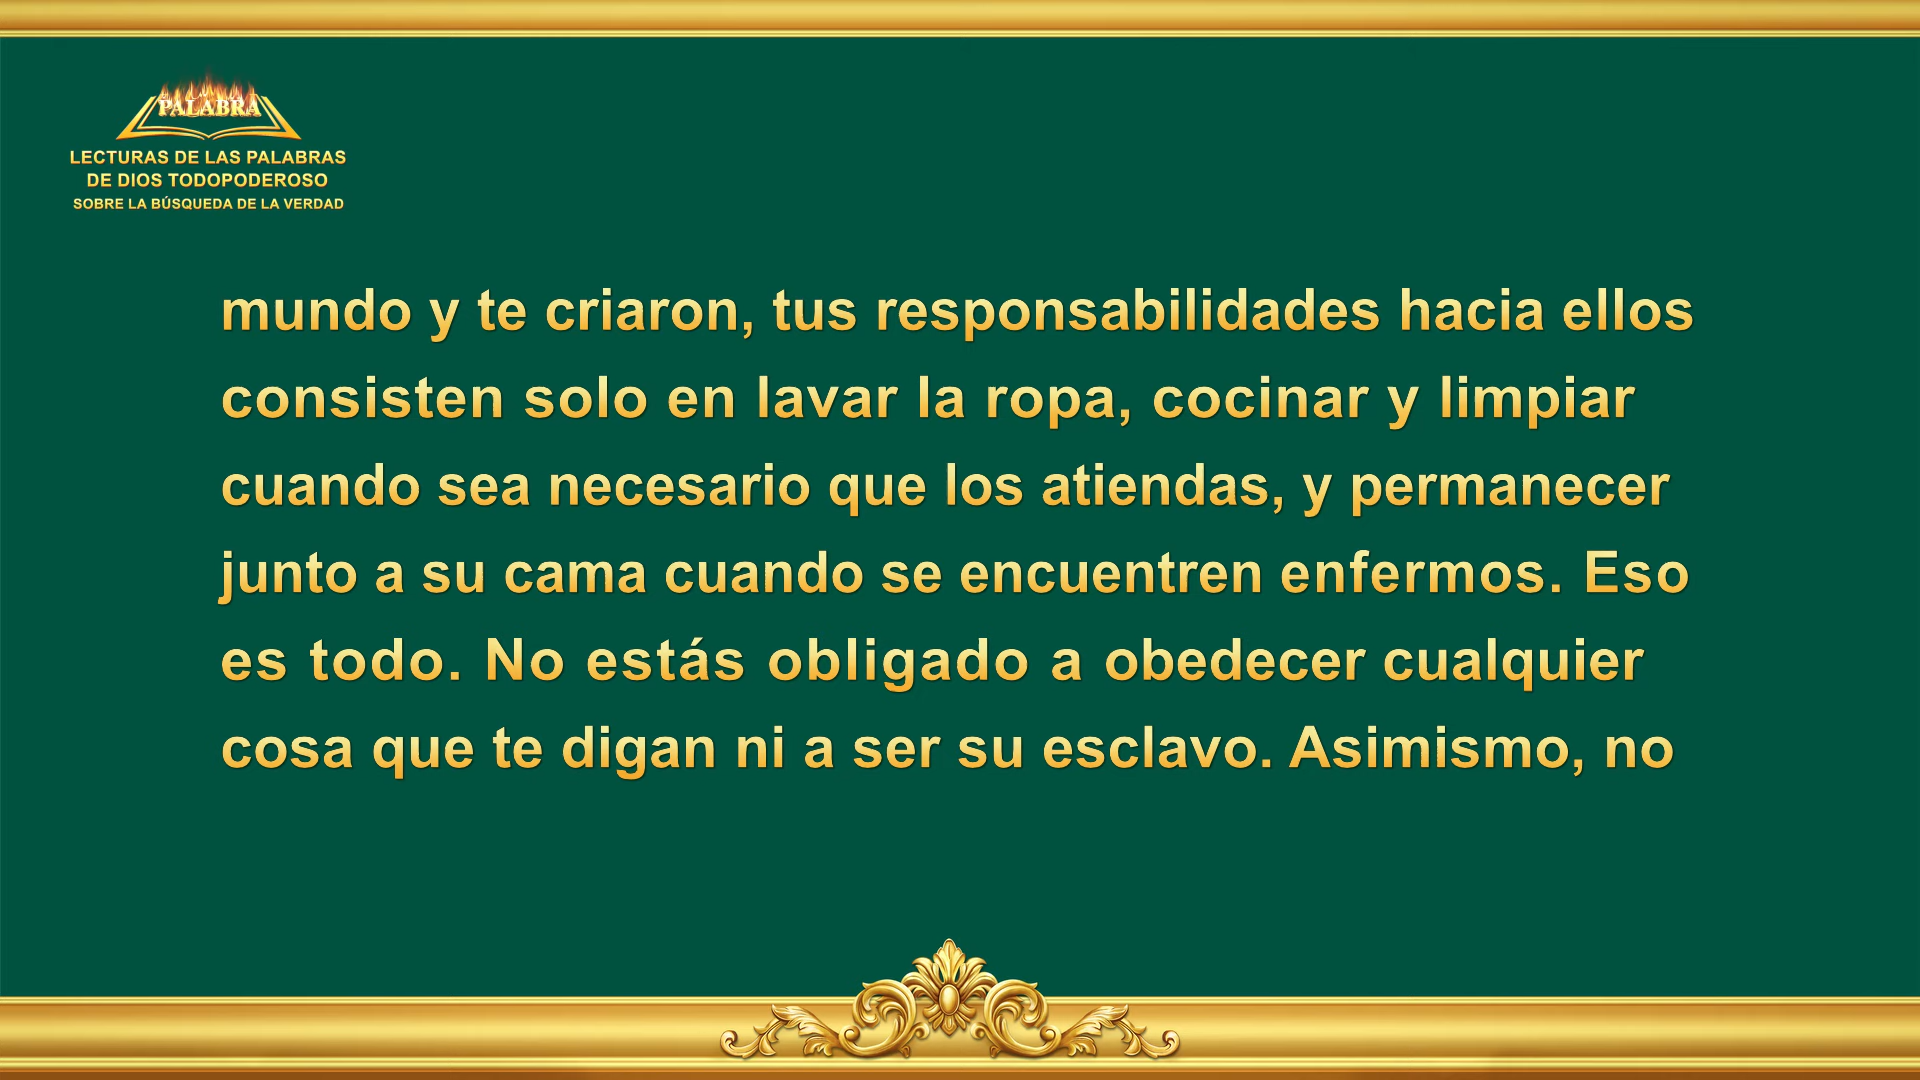 PALABRA
LECTURAS DE LAS PALABRAS
DE DIOS TODOPODEROSO
SOBRE LA BÚSQUEDA DE LA VERDAD
mundo y te criaron, tus responsabilidades hacia ellos
consisten solo en lavar la ropa, cocinar y limpiar
cuando sea necesario que los atiendas, y permanecer
junto a su cama cuando se encuentren enfermos. Eso
es todo. No estás obligado a obedecer cualquier
cosa que te digan ni a ser su esclavo. Asimismo, no